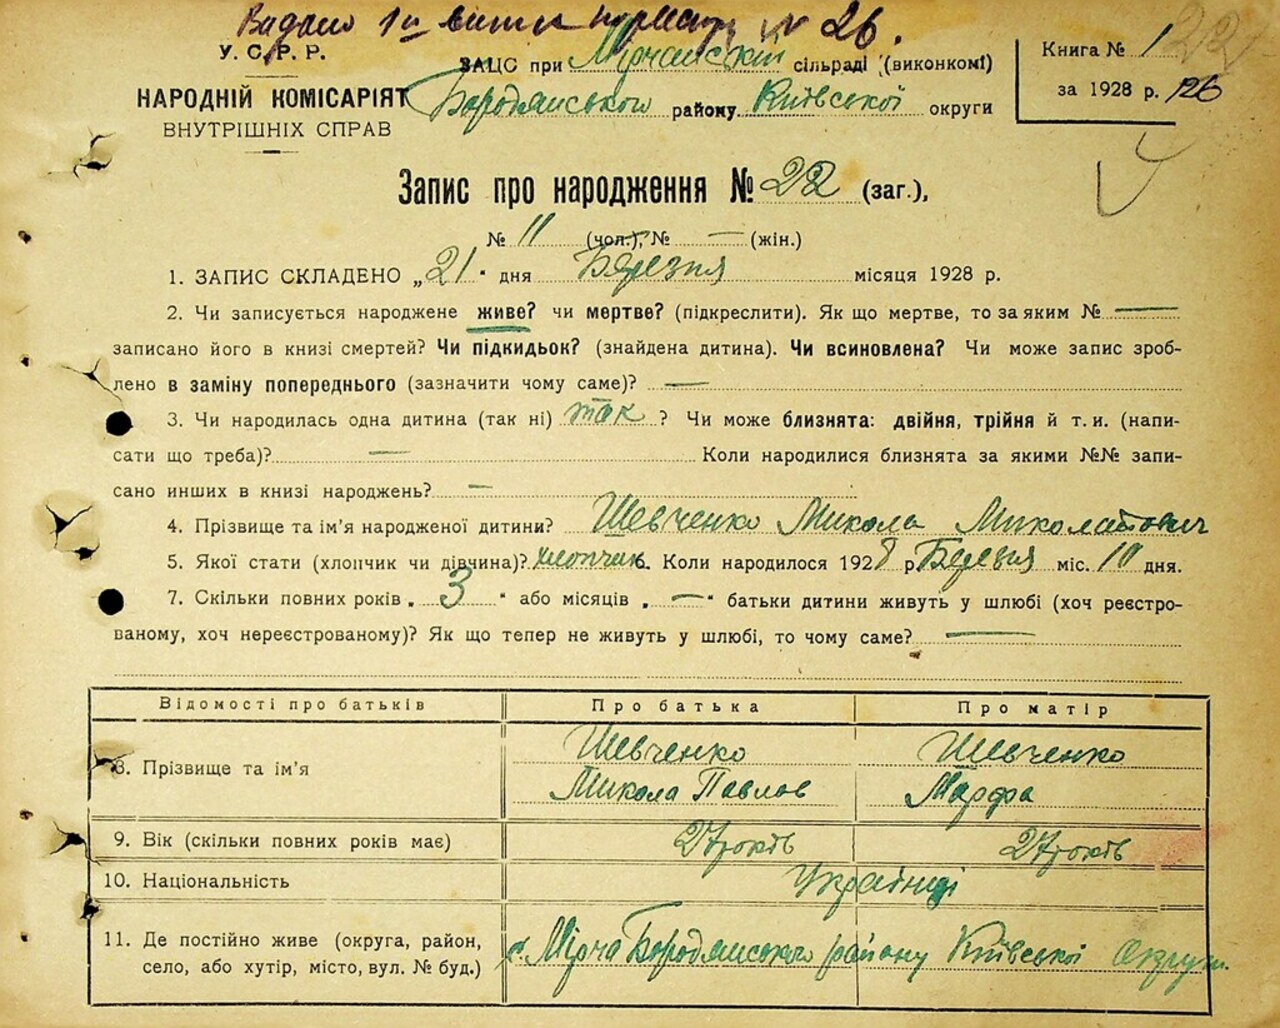 Видано 1й витяг № 26.
У. С. Р. Р.
ЗАЦС при Мірчанській сільраді (виконкомі)
Книга № 1
НАРОДНІЙ КОМІСАРІЯТ
Бородянського району Київської округи
за 1928 р. 126
ВНУТРІШНІХ СПРАВ
Запис про народження № 22 (заг.),
№ 11 (чол.), № — (жін.)
1. ЗАПИС СКЛАДЕНО „21" дня Березня місяця 1928 р.
2. Чи записується народжене живе? чи мертве? (підкреслити). Як що мертве, то за яким № —
записано його в книзі смертей? Чи підкидьок? (знайдена дитина). Чи всиновлена? Чи може запис зроб-
лено в заміну попереднього (зазначити чому саме)? —
3. Чи народилась одна дитина (так ні) так ? Чи може близнята: двійня, трійня й т. и. (напи-
сати що треба)? — Коли народилися близнята за якими №№ запи-
сано инших в книзі народжень? —
4. Прізвище та ім'я народженої дитини? Шевченко Микола Миколайович
5. Якої стати (хлопчик чи дівчина)? хлопчик. Коли народилося 1928 р. Березня міс. 10 дня.
7. Скільки повних років „ 3 " або місяців „ — " батьки дитини живуть у шлюбі (хоч реєстро-
ваному, хоч нереєстрованому)? Як що тепер не живуть у шлюбі, то чому саме? —
Відомості про батьків Про батька Про матір
8. Прізвище та ім'я Шевченко Микола Павлов Шевченко Марфа
9. Вік (скільки повних років має) 27 років 27 років
10. Національність Українці
11. Де постійно живе (округа, район,
село, або хутір, місто, вул. № буд.) с. Мірча Бородянського району Київської Округи.